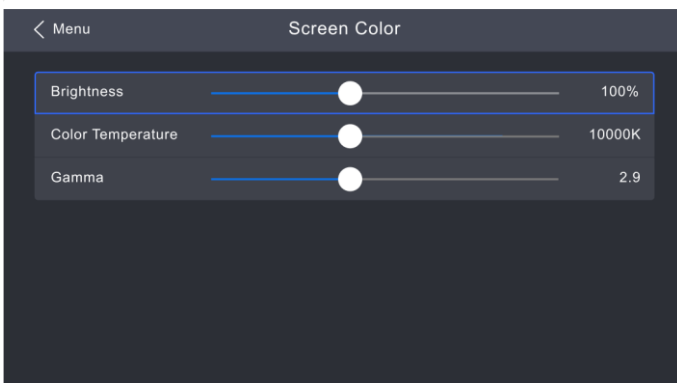 Menu
Screen Color
Brightness 100%
Color Temperature 10000K
Gamma 2.9